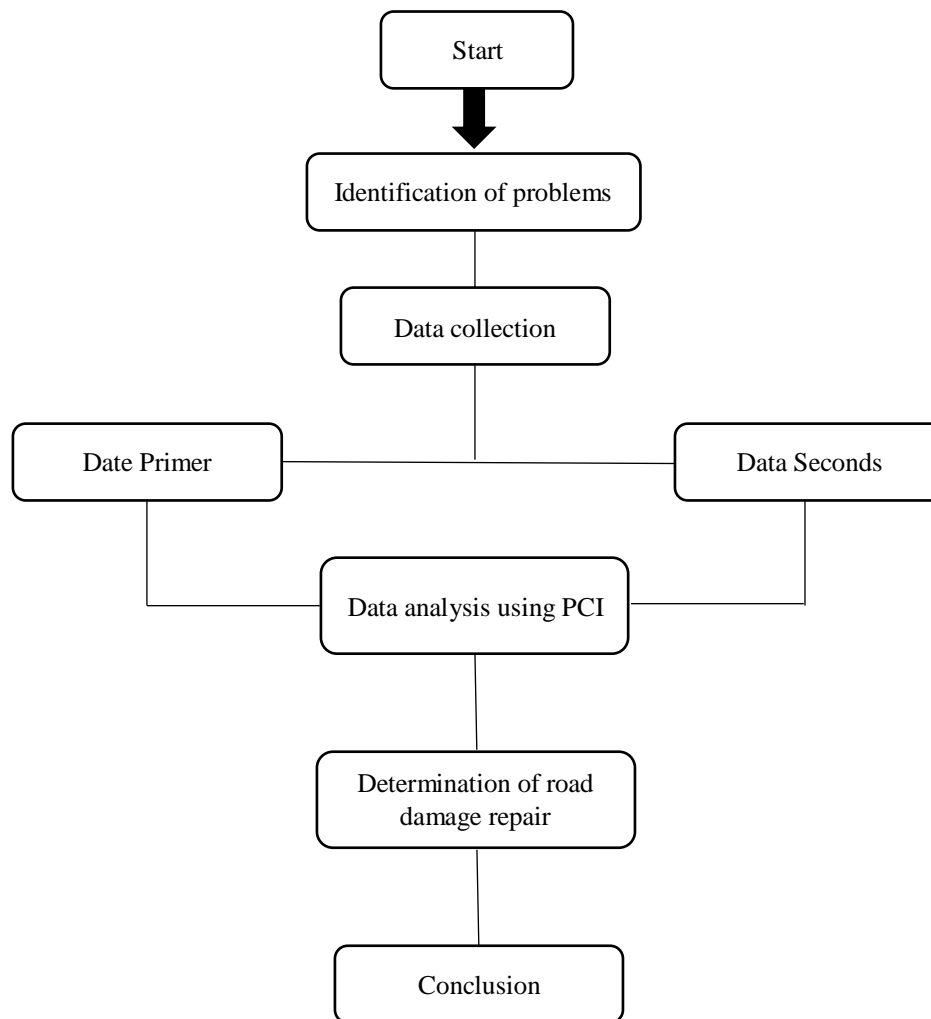 Start
Identification of problems
Data collection
Date Primer
Data Seconds
Data analysis using PCI
Determination of road
damage repair
Conclusion